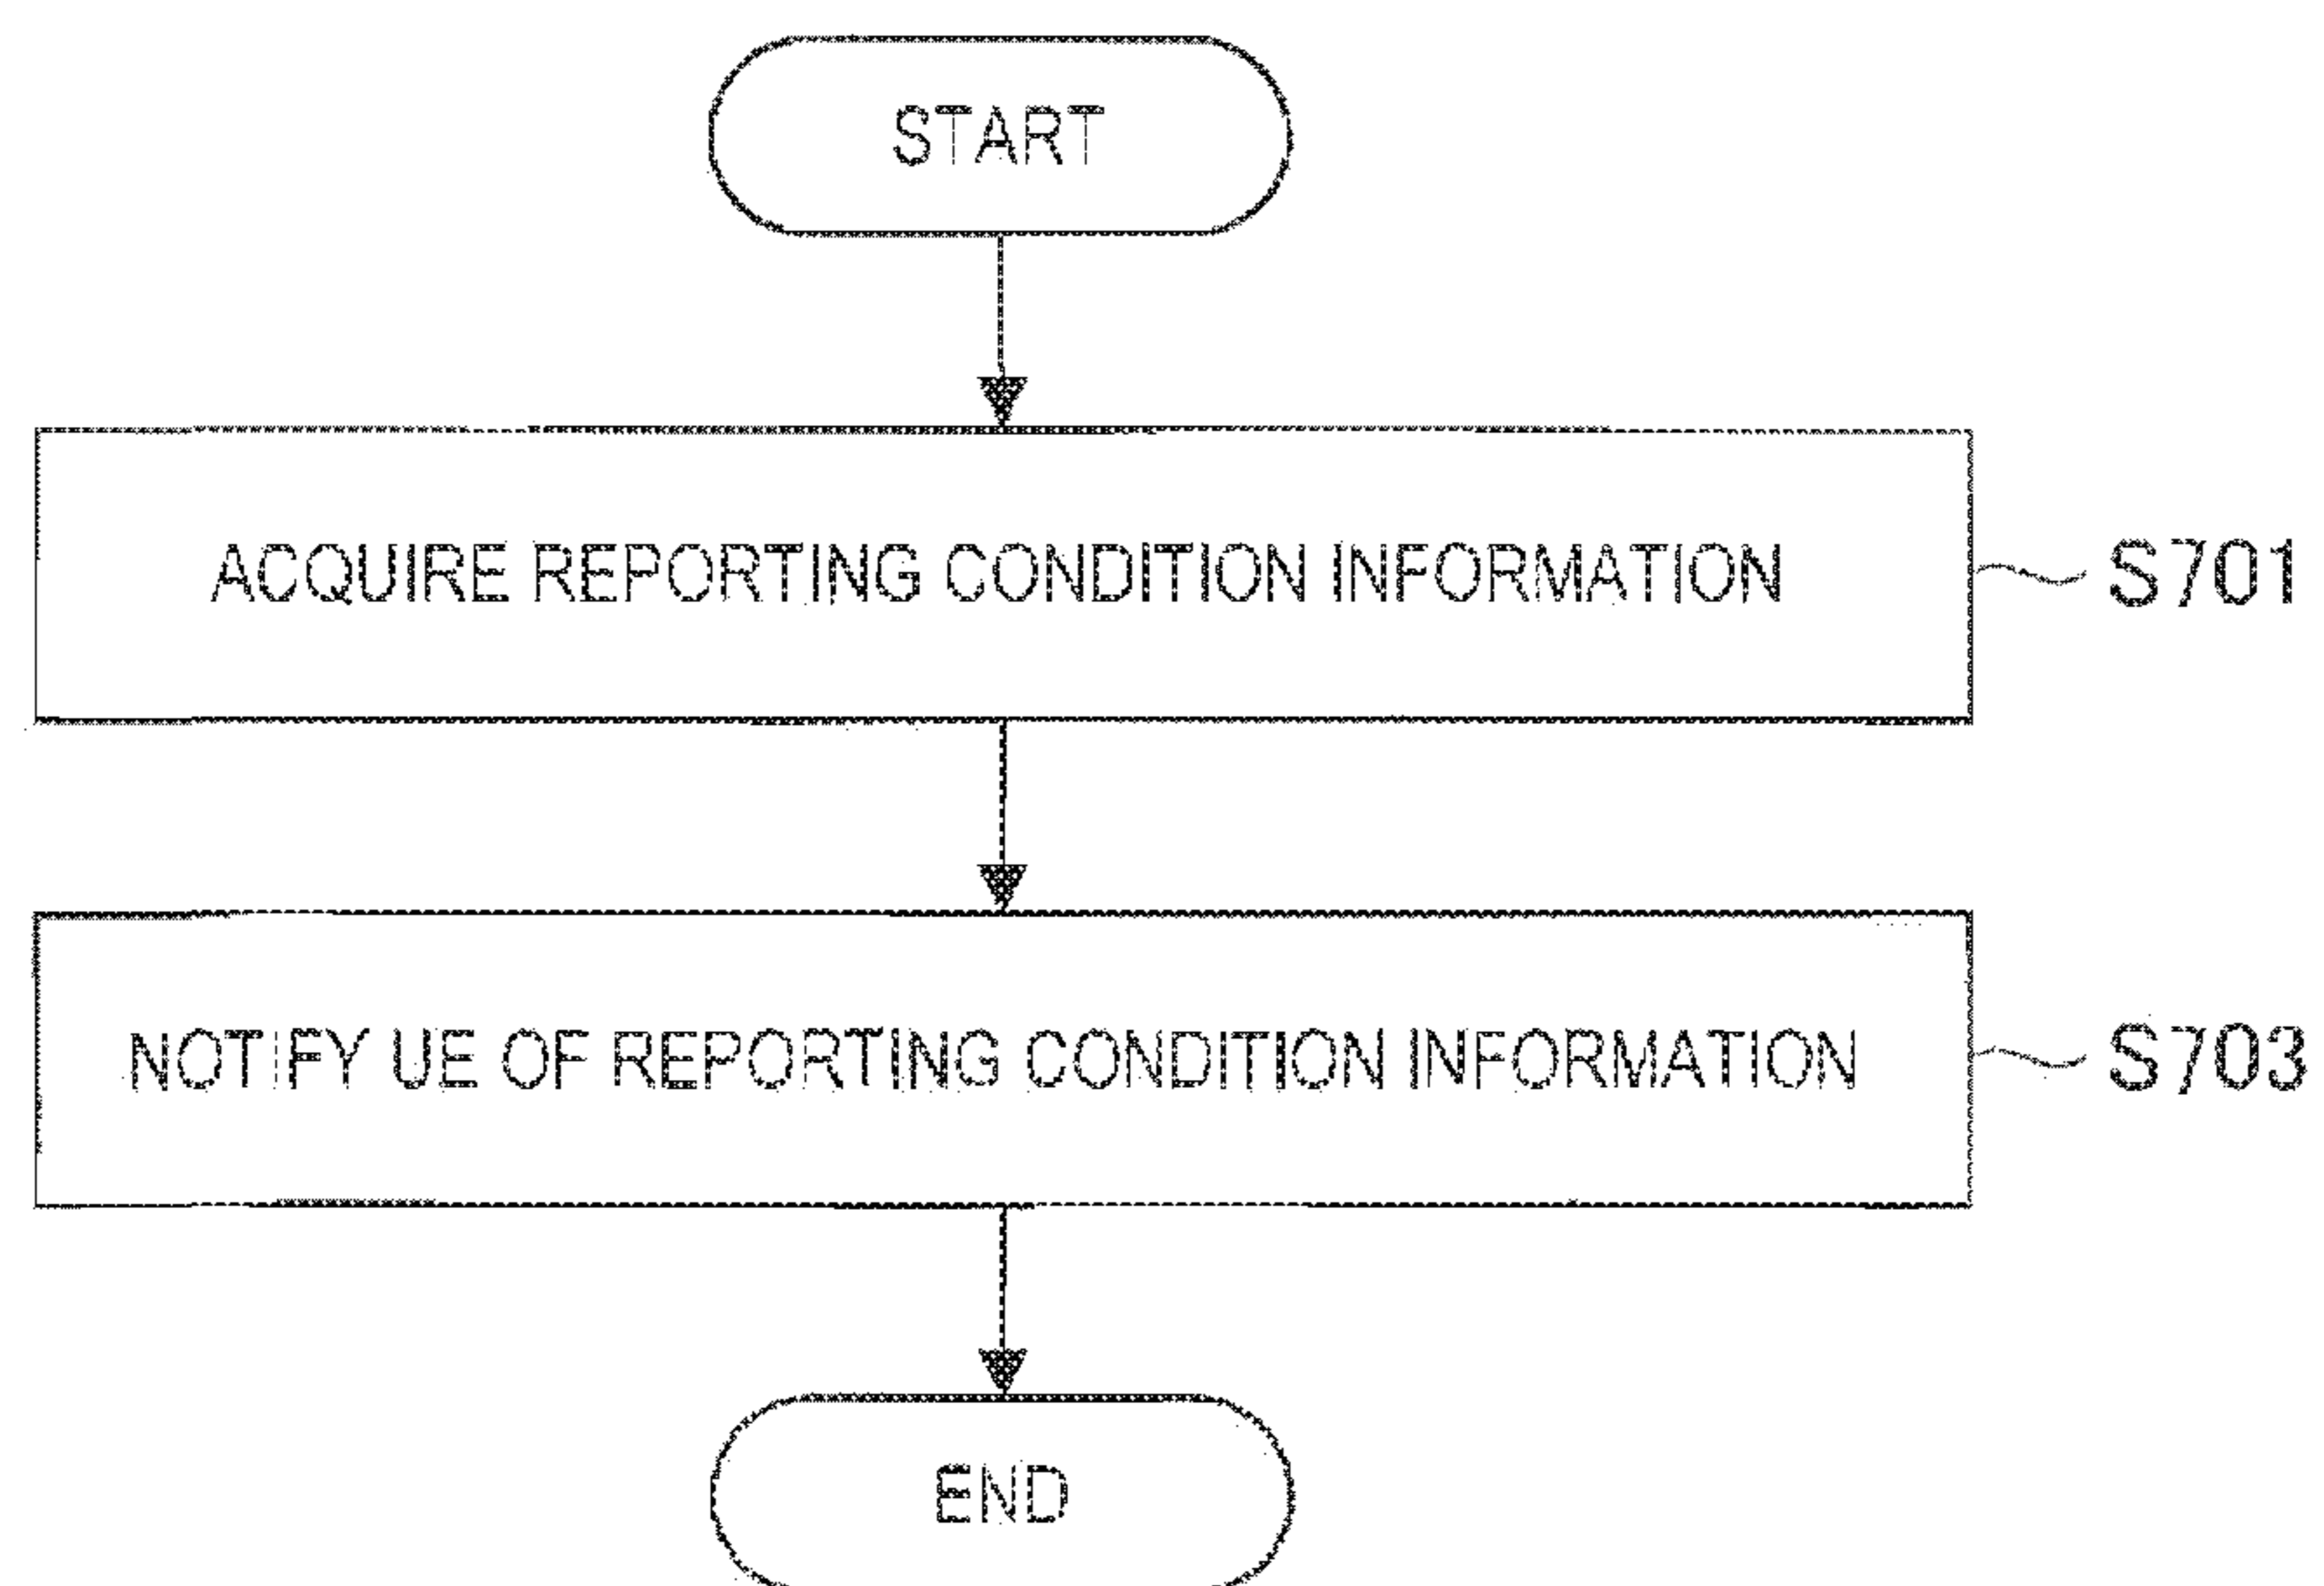 START
ACQUIRE REPORTING CONDITION INFORMATION
S701
NOTIFY UE OF REPORTING CONDITION INFORMATION
S703
END